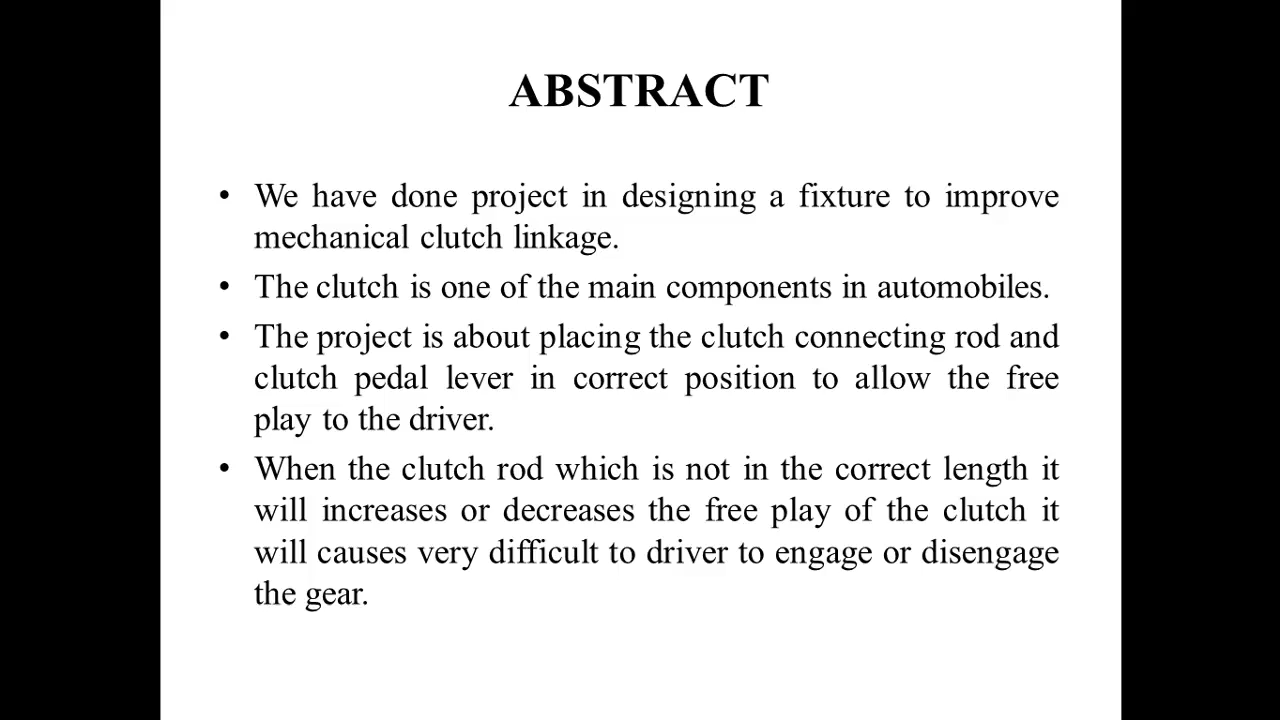 ABSTRACT
• We have done project in designing a fixture to improve
mechanical clutch linkage.
• The clutch is one of the main components in automobiles.
• The project is about placing the clutch connecting rod and
clutch pedal lever in correct position to allow the free
play to the driver.
• When the clutch rod which is not in the correct length it
will increases or decreases the free play of the clutch it
will causes very difficult to driver to engage or disengage
the gear.